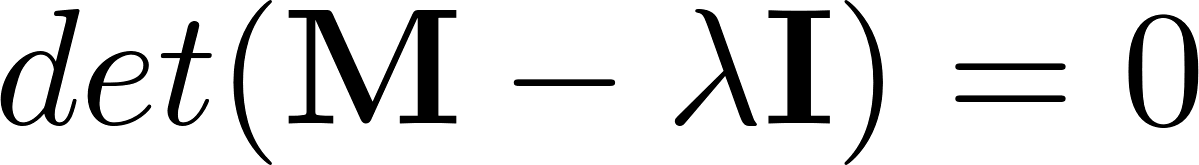 det(M − λI) = 0